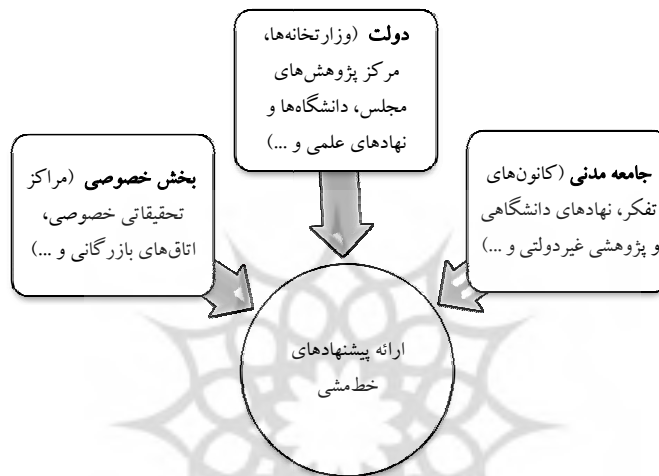 دولت (وزارتخانه‌ها،
مرکز پژوهش‌های
مجلس، دانشگاه‌ها و
نهادهای علمی و ...)
جامعه مدنی (کانون‌های
تفکر، نهادهای دانشگاهی
و پژوهشی غیردولتی و ...)
بخش خصوصی (مراکز
تحقیقاتی خصوصی،
اتاق‌های بازرگانی و ...)
ارائه پیشنهادهای
خط‌مشی